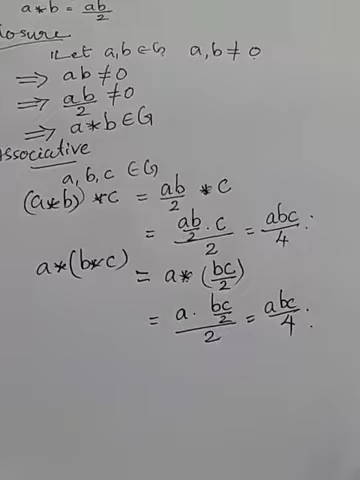 a*b = ab/2
losure
Let a, b ∈ G a, b ≠ 0
⇒ ab ≠ 0
⇒ ab/2 ≠ 0
⇒ a*b ∈ G
Associative
a, b, c ∈ G
(a*b)*c = ab/2 * c
= (ab/2 . c)/2 = abc/4 :
a*(b*c) = a*(bc/2)
= (a . bc/2)/2 = abc/4 :